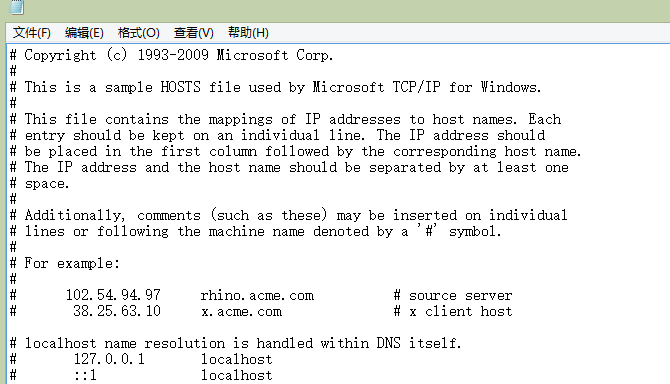 文件(F) 编辑(E) 格式(O) 查看(V) 帮助(H)
# Copyright (c) 1993-2009 Microsoft Corp.
#
# This is a sample HOSTS file used by Microsoft TCP/IP for Windows.
#
# This file contains the mappings of IP addresses to host names. Each
# entry should be kept on an individual line. The IP address should
# be placed in the first column followed by the corresponding host name.
# The IP address and the host name should be separated by at least one
# space.
#
# Additionally, comments (such as these) may be inserted on individual
# lines or following the machine name denoted by a '#' symbol.
#
# For example:
#
#      102.54.94.97     rhino.acme.com          # source server
#       38.25.63.10     x.acme.com              # x client host

# localhost name resolution is handled within DNS itself.
#       127.0.0.1       localhost
#       ::1             localhost